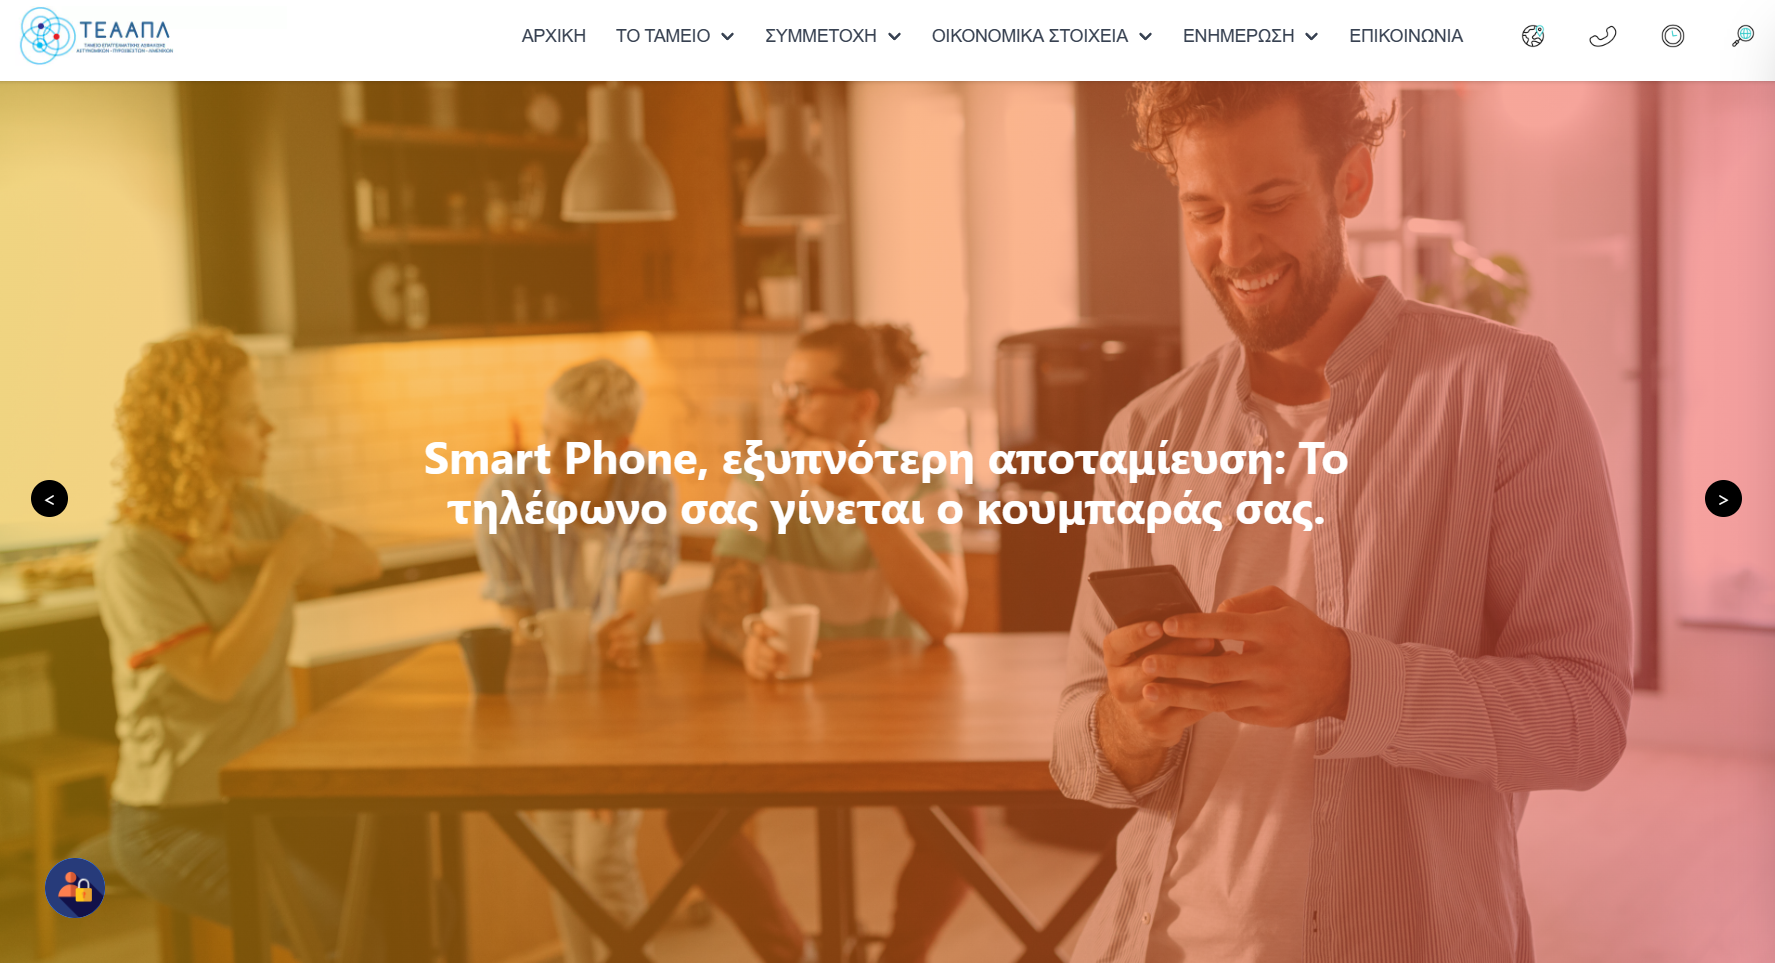 ΤΕΑΑΠΛ
ΤΑΜΕΙΟ ΕΠΑΓΓΕΛΜΑΤΙΚΗΣ ΑΣΦΑΛΙΣΗΣ
ΑΣΤΥΝΟΜΙΚΩΝ - ΠΥΡΟΣΒΕΣΤΩΝ - ΛΙΜΕΝΙΚΩΝ
ΑΡΧΙΚΗ ΤΟ ΤΑΜΕΙΟ ΣΥΜΜΕΤΟΧΗ ΟΙΚΟΝΟΜΙΚΑ ΣΤΟΙΧΕΙΑ ΕΝΗΜΕΡΩΣΗ ΕΠΙΚΟΙΝΩΝΙΑ
Smart Phone, εξυπνότερη αποταμίευση: Το
τηλέφωνο σας γίνεται ο κουμπαράς σας.
< >